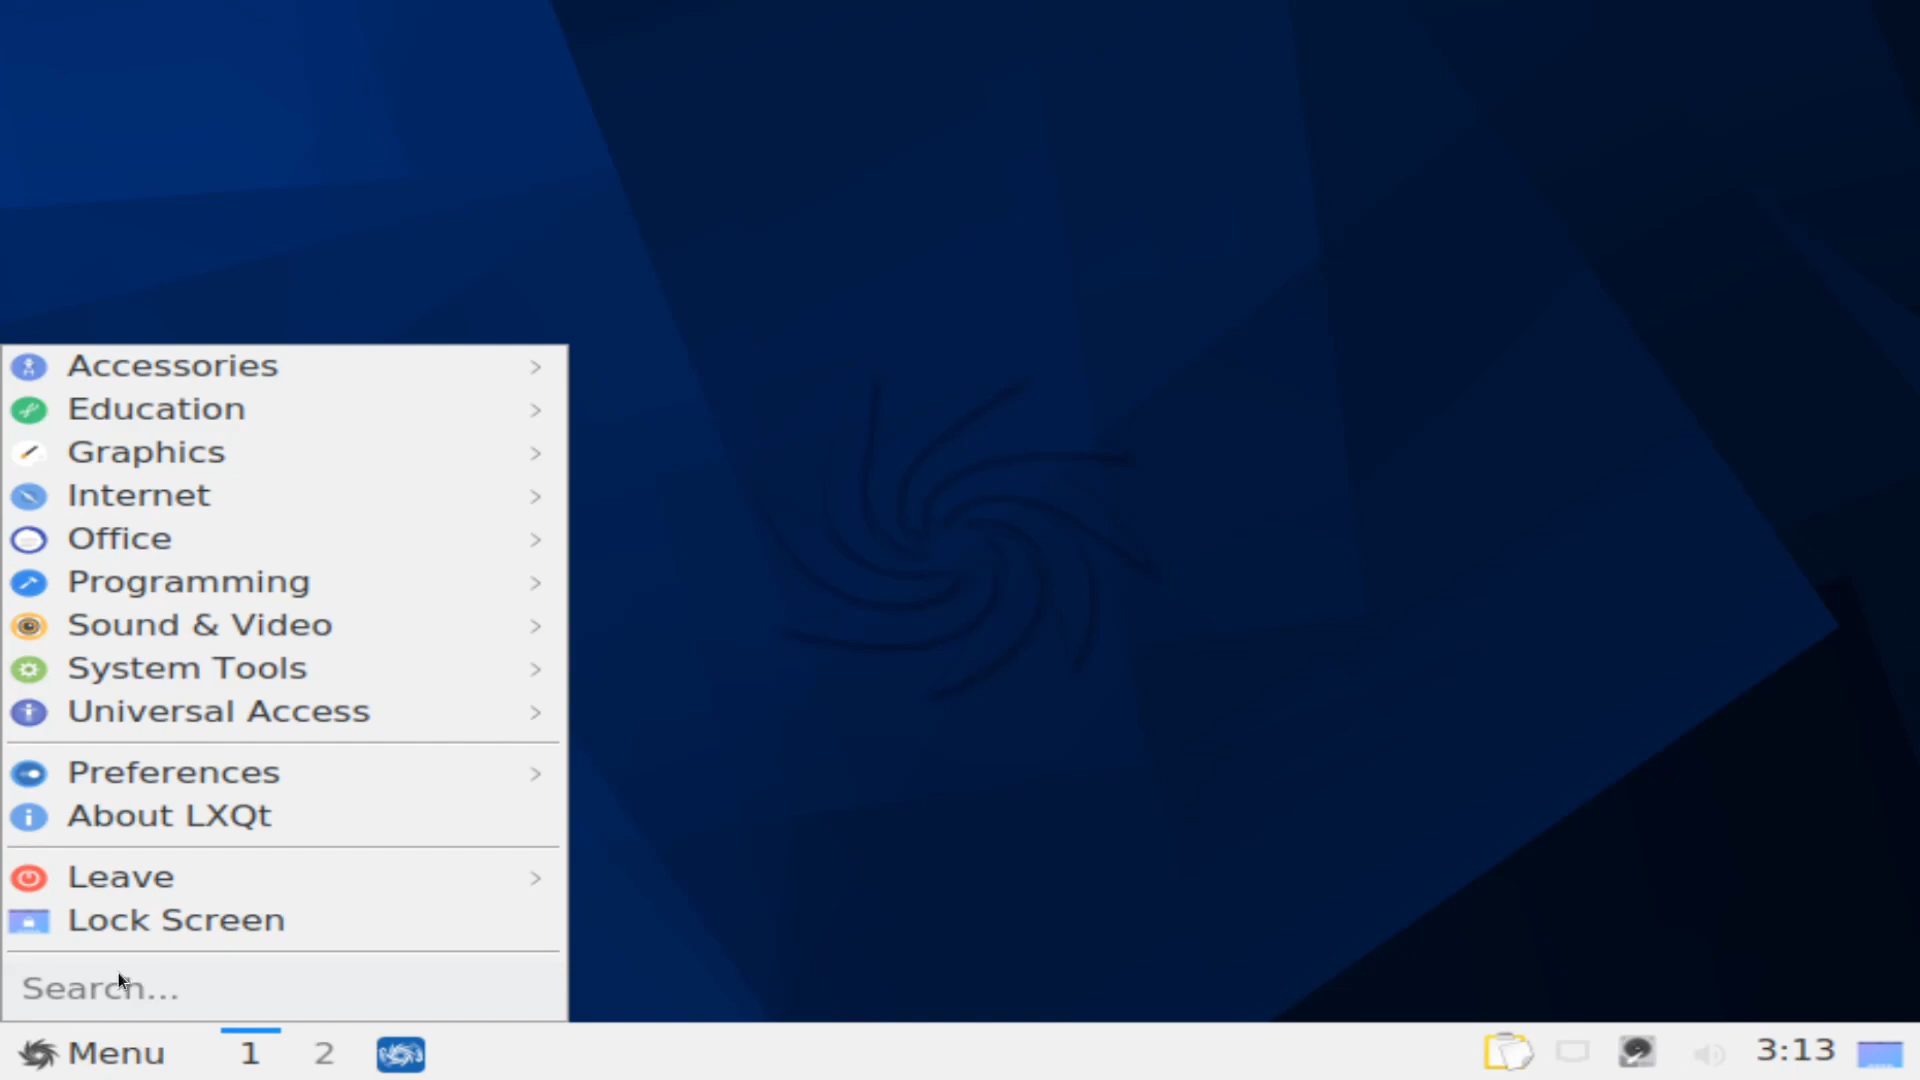 Accessories
Education
Graphics
Internet
Office
Programming
Sound & Video
System Tools
Universal Access
Preferences
About LXQt
Leave
Lock Screen
Search...
Menu 1 2 3:13